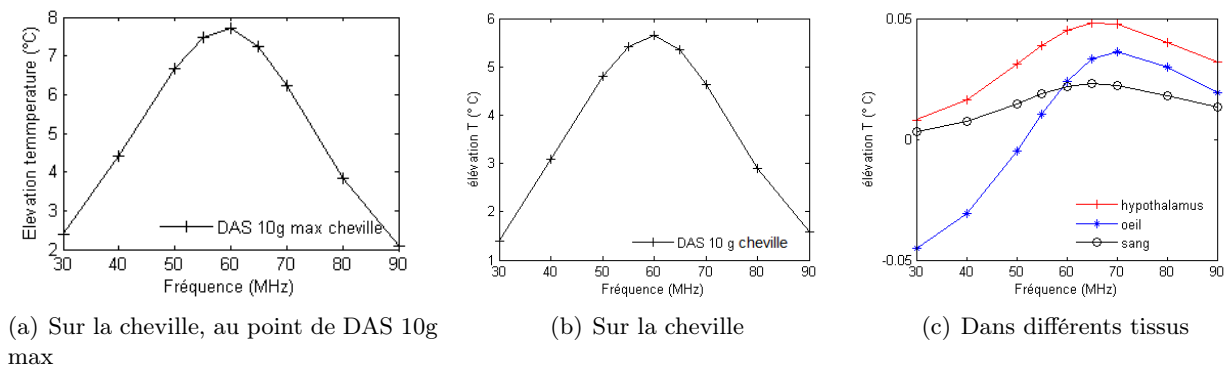 8
7
6
5
4
3
2
Elevation temmperature (°C)
DAS 10g max cheville
30 40 50 60 70 80 90
Fréquence (MHz)
(a) Sur la cheville, au point de DAS 10g
max
6
5
4
3
2
1
élévation T (° C)
DAS 10 g cheville
30 40 50 60 70 80 90
Fréquence (MHz)
(b) Sur la cheville
0.05
0
-0.05
élévation T (° C)
hypothalamus
oeil
sang
30 40 50 60 70 80 90
Fréquence (MHz)
(c) Dans différents tissus